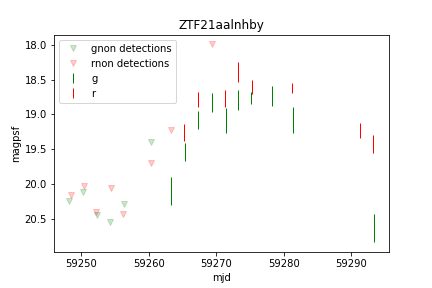 ZTF21aalnhby
gnon detections
rnon detections
g
r
18.0
18.5
19.0
19.5
20.0
20.5
magpsf
59250 59260 59270 59280 59290
mjd